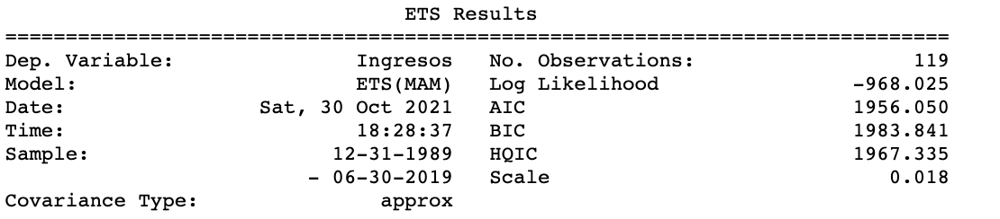 ETS Results
==============================================================================
Dep. Variable: Ingresos No. Observations: 119
Model: ETS(MAM) Log Likelihood -968.025
Date: Sat, 30 Oct 2021 AIC 1956.050
Time: 18:28:37 BIC 1983.841
Sample: 12-31-1989 HQIC 1967.335
- 06-30-2019 Scale 0.018
Covariance Type: approx